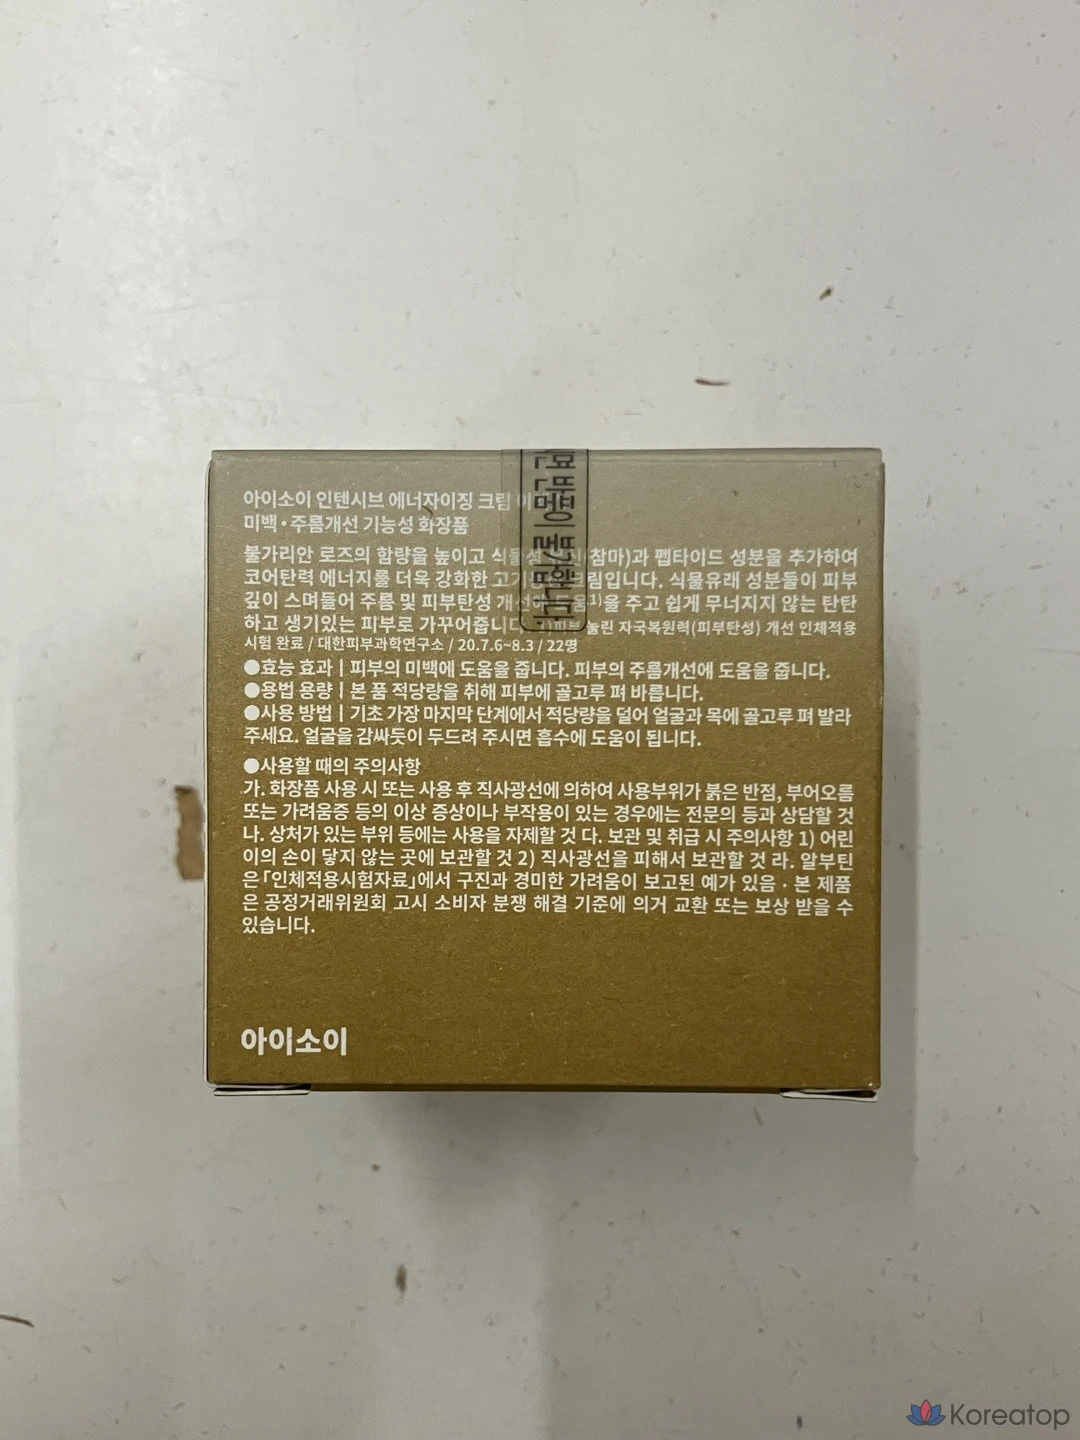 아이소이 인텐시브 에너자이징 크림
미백·주름개선 기능성 화장품
불가리안 로즈의 함량을 높이고 (참마)과 펩타이드 성분을 추가하여
코어탄력 에너지를 더욱 강화한 크림입니다. 식물유래 성분들이 피부
깊이 스며들어 주름 및 피부탄성 도움1)을 주고 쉽게 무너지지 않는 탄탄
하고 생기있는 피부로 가꾸어줍니다. 눌린 자국복원력(피부탄성) 개선 인체적용
시험 완료 / 대한피부과학연구소 / 20.7.6~8.3 / 22명
●효능 효과 | 피부의 미백에 도움을 줍니다. 피부의 주름개선에 도움을 줍니다.
●용법 용량 | 본 품 적당량을 취해 피부에 골고루 펴 바릅니다.
●사용 방법 | 기초 가장 마지막 단계에서 적당량을 덜어 얼굴과 목에 골고루 펴 발라
주세요. 얼굴을 감싸듯이 두드려 주시면 흡수에 도움이 됩니다.
●사용할 때의 주의사항
가. 화장품 사용 시 또는 사용 후 직사광선에 의하여 사용부위가 붉은 반점, 부어오름
또는 가려움증 등의 이상 증상이나 부작용이 있는 경우에는 전문의 등과 상담할 것
나. 상처가 있는 부위 등에는 사용을 자제할 것 다. 보관 및 취급 시 주의사항 1) 어린
이의 손이 닿지 않는 곳에 보관할 것 2) 직사광선을 피해서 보관할 것 라. 알부틴
은 「인체적용시험자료」에서 구진과 경미한 가려움이 보고된 예가 있음 · 본 제품
은 공정거래위원회 고시 소비자 분쟁 해결 기준에 의거 교환 또는 보상 받을 수
있습니다.
아이소이
Koreatop